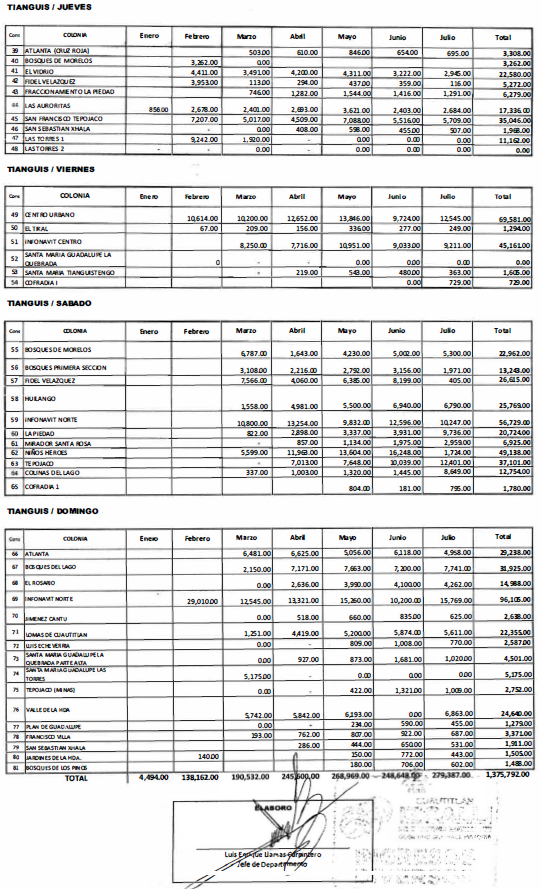 TIANGUIS / JUEVES
Cons COLONIA Enero Febrero Marzo Abril Mayo Junio Julio Total
39 ATLANTA (CRUZ ROJA) 503.00 610.00 846.00 654.00 695.00 3,308.00
40 BOSQUES DE MORELOS 3,262.00 0.00 3,262.00
41 EL VIDRIO 4,411.00 3,491.00 4,200.00 4,311.00 3,222.00 2,945.00 22,580.00
42 FIDEL VELAZQUEZ 3,953.00 113.00 294.00 437.00 359.00 116.00 5,272.00
43 FRACCIONAMIENTO LA PIEDAD 746.00 1,282.00 1,544.00 1,416.00 1,291.00 6,279.00
44 LAS AURORITAS 856.00 2,678.00 2,401.00 2,693.00 3,621.00 2,403.00 2,684.00 17,336.00
45 SAN FRANCISCO TEPOJACO 7,207.00 5,017.00 4,509.00 7,088.00 5,516.00 5,709.00 35,046.00
46 SAN SEBASTIAN XHALA - 0.00 408.00 598.00 455.00 507.00 1,968.00
47 LAS TORRES 1 9,242.00 1,920.00 - 0.00 0.00 0.00 11,162.00
48 LAS TORRES 2 - - 0.00 - 0.00 0.00 0.00 0.00
TIANGUIS / VIERNES
Cons COLONIA Enero Febrero Marzo Abril Mayo Junio Julio Total
49 CENTRO URBANO 10,614.00 10,200.00 12,652.00 13,846.00 9,724.00 12,545.00 69,581.00
50 EL TIKAL 67.00 209.00 156.00 336.00 277.00 249.00 1,294.00
51 INFONAVIT CENTRO 8,250.00 7,716.00 10,951.00 9,033.00 9,211.00 45,161.00
52 SANTA MARIA GUADALUPE LA QUEBRADA 0 - - 0.00 0.00 0.00 0.00
53 SANTA MARIA TIANGUISTENGO - 219.00 543.00 480.00 363.00 1,605.00
54 COFRADIA I 0.00 729.00 729.00
TIANGUIS / SABADO
Cons COLONIA Enero Febrero Marzo Abril Mayo Junio Julio Total
55 BOSQUES DE MORELOS 6,787.00 1,643.00 4,230.00 5,002.00 5,300.00 22,962.00
56 BOSQUES PRIMERA SECCION 3,108.00 2,216.00 2,792.00 3,156.00 1,971.00 13,243.00
57 FIDEL VELAZQUEZ 7,566.00 4,060.00 6,385.00 8,199.00 405.00 26,615.00
58 HUILANGO 1,558.00 4,981.00 5,500.00 6,940.00 6,790.00 25,769.00
59 INFONAVIT NORTE 10,800.00 13,254.00 9,832.00 12,596.00 10,247.00 56,729.00
60 LA PIEDAD 822.00 2,898.00 3,337.00 3,931.00 9,736.00 20,724.00
61 MIRADOR SANTA ROSA - 857.00 1,134.00 1,975.00 2,959.00 6,925.00
62 NIÑOS HEROES 5,599.00 11,963.00 13,604.00 16,248.00 1,724.00 49,138.00
63 TEPOJACO - 7,013.00 7,648.00 10,039.00 12,401.00 37,101.00
64 COLINAS DEL LAGO 337.00 1,003.00 1,320.00 1,445.00 8,649.00 12,754.00
65 COFRADIA 1 804.00 181.00 795.00 1,780.00
TIANGUIS / DOMINGO
Cons COLONIA Enero Febrero Marzo Abril Mayo Junio Julio Total
66 ATLANTA 6,481.00 6,625.00 5,056.00 6,118.00 4,958.00 29,238.00
67 BOSQUES DEL LAGO 2,150.00 7,171.00 7,663.00 7,200.00 7,741.00 31,925.00
68 EL ROSARIO 0.00 2,636.00 3,990.00 4,100.00 4,262.00 14,988.00
69 INFONAVIT NORTE 29,010.00 12,545.00 13,321.00 15,260.00 10,200.00 15,769.00 96,105.00
70 JIMENEZ CANTU 0.00 518.00 660.00 835.00 625.00 2,638.00
71 LOMAS DE CUAUTITLAN 1,251.00 4,419.00 5,200.00 5,874.00 5,611.00 22,355.00
72 LUIS ECHEVERRIA 0.00 - 809.00 1,008.00 770.00 2,587.00
73 SANTA MARIA GUADALUPE LA QUEBRADA PARTE ALTA 0.00 927.00 873.00 1,681.00 1,020.00 4,501.00
74 SANTA MARIA GUADALUPE LAS TORRES 5,175.00 - 0.00 0.00 0.00 5,175.00
75 TEPOJACO (MINAS) 0.00 - 422.00 1,321.00 1,009.00 2,752.00
76 VALLE DE LA HDA 5,742.00 5,842.00 6,193.00 0.00 6,863.00 24,640.00
77 PLAN DE GUADALUPE 0.00 - 234.00 590.00 455.00 1,279.00
78 FRANCISCO VILLA 193.00 762.00 807.00 922.00 687.00 3,371.00
79 SAN SEBASTIAN XHALA 286.00 444.00 650.00 531.00 1,911.00
80 JARDINES DE LA HDA. 140.00 150.00 772.00 443.00 1,505.00
81 BOSQUES DE LOS PINOS 180.00 706.00 602.00 1,488.00
TOTAL 4,494.00 138,162.00 190,532.00 245,600.00 268,969.00 248,648.00 279,387.00 1,375,792.00
ELABORO
Luis Enrique Llamas Carpintero
Jefe de Departamento
CUAUTITLAN